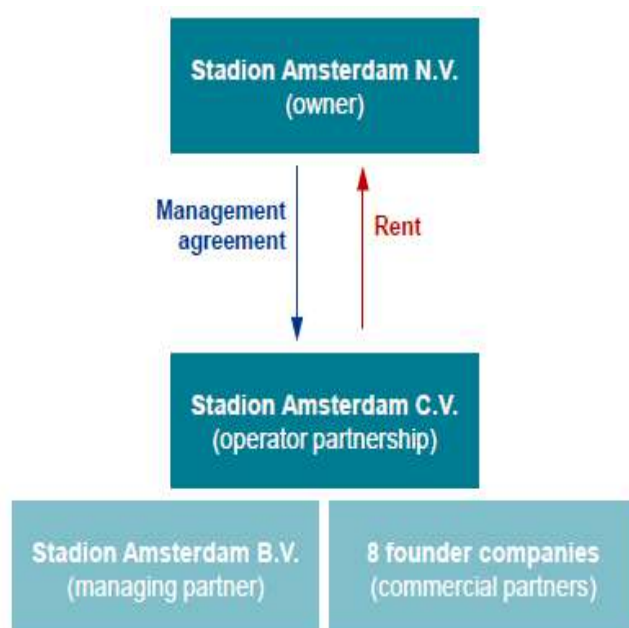 Stadion Amsterdam N.V.
(owner)
Management
agreement
Rent
Stadion Amsterdam C.V.
(operator partnership)
Stadion Amsterdam B.V.
(managing partner)
8 founder companies
(commercial partners)